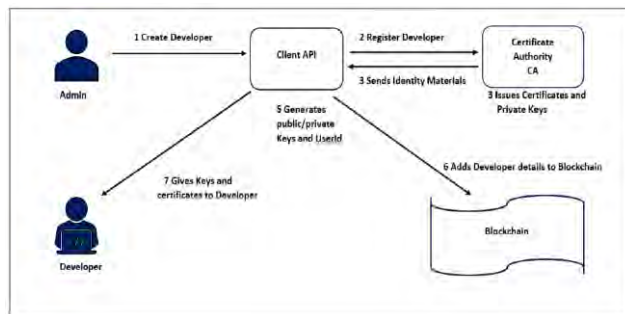 1 Create Developer
Client API
2 Register Developer
Certificate
Authority
CA
3 Sends Identity Materials
Admin
3 Issues Certificates and
Private Keys
5 Generates
public/private
Keys and UserId
6 Adds Developer details to Blockchain
7 Gives Keys and
certificates to Developer
Blockchain
Developer